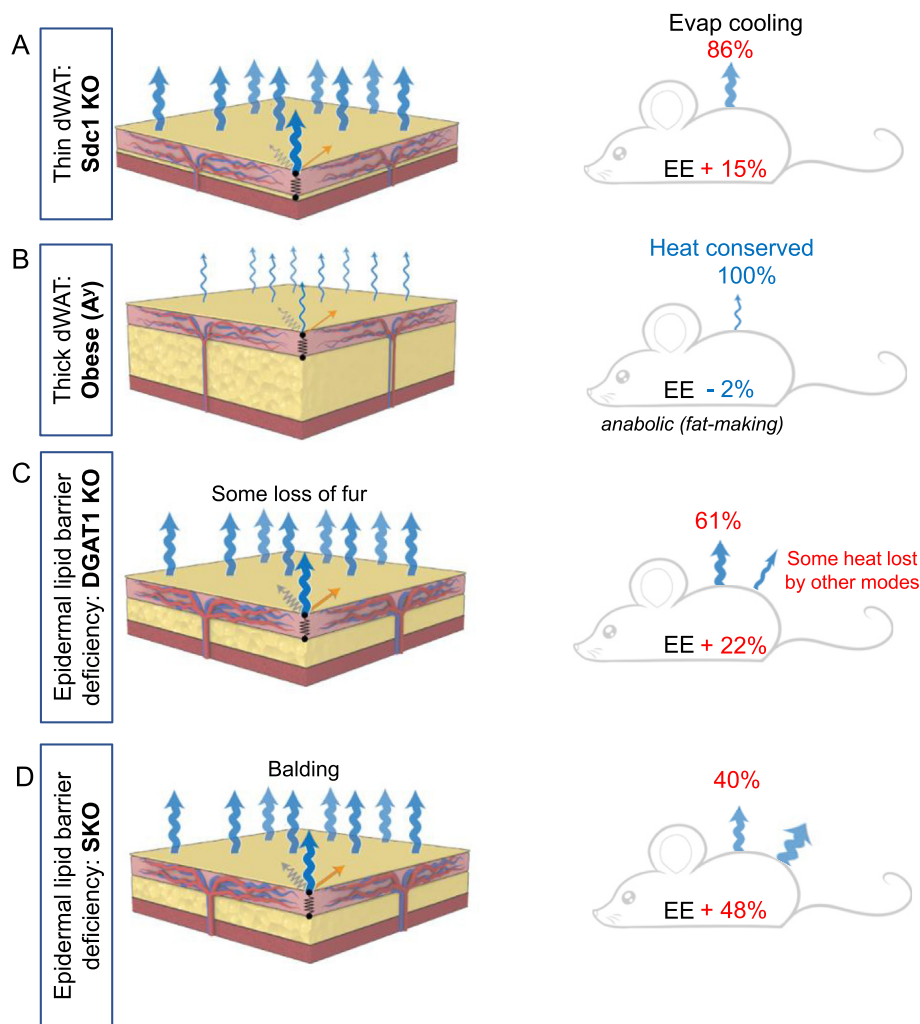 A
Thin dWAT:
Sdc1 KO
Evap cooling
86%
EE + 15%
B
Thick dWAT:
Obese (Aʸ)
Heat conserved
100%
EE - 2%
anabolic (fat-making)
C
Epidermal lipid barrier
deficiency: DGAT1 KO
Some loss of fur
61%
Some heat lost
by other modes
EE + 22%
D
Epidermal lipid barrier
deficiency: SKO
Balding
40%
EE + 48%